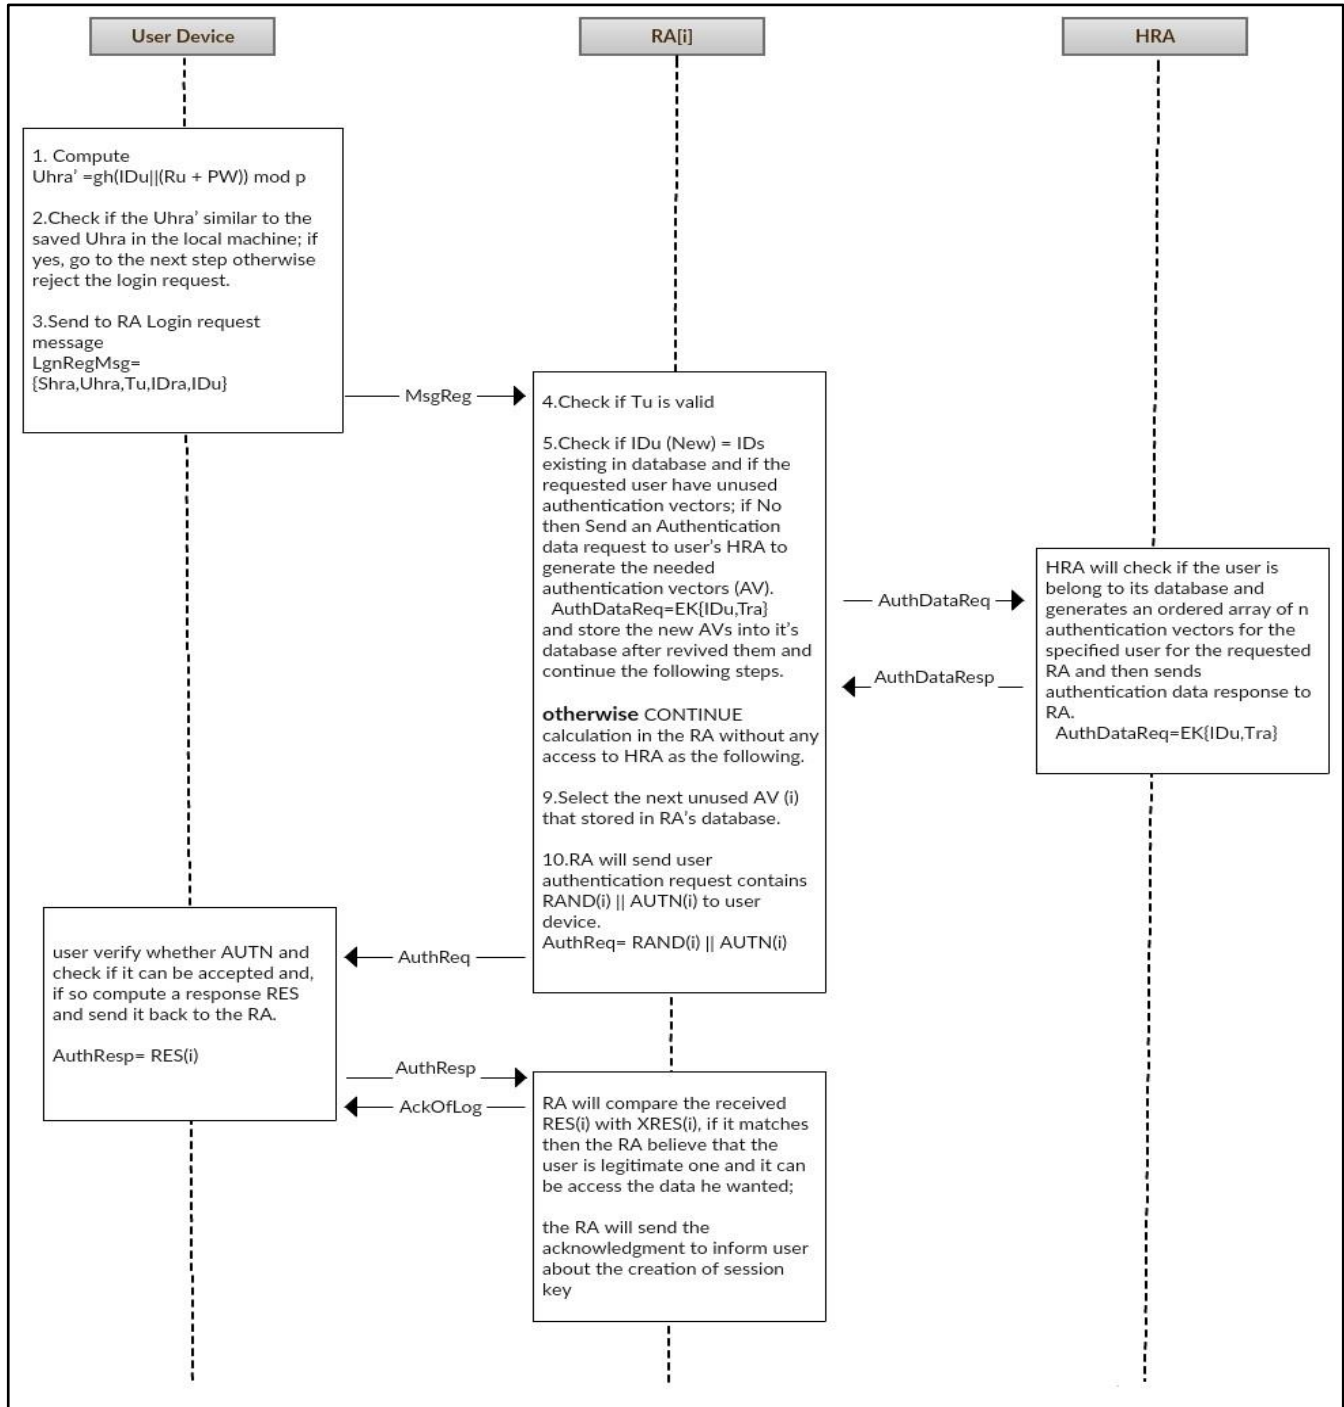 User Device
RA[i]
HRA
1. Compute
Uhra’ =gh(IDu||(Ru + PW)) mod p
2.Check if the Uhra’ similar to the
saved Uhra in the local machine; if
yes, go to the next step otherwise
reject the login request.
3.Send to RA Login request
message
LgnRegMsg=
{Shra,Uhra,Tu,IDra,IDu}
MsgReg
4.Check if Tu is valid
5.Check if IDu (New) = IDs
existing in database and if the
requested user have unused
authentication vectors; if No
then Send an Authentication
data request to user’s HRA to
generate the needed
authentication vectors (AV).
AuthDataReq=EK{IDu,Tra}
and store the new AVs into it’s
database after revived them and
continue the following steps.
otherwise CONTINUE
calculation in the RA without any
access to HRA as the following.
9.Select the next unused AV (i)
that stored in RA’s database.
10.RA will send user
authentication request contains
RAND(i) || AUTN(i) to user
device.
AuthReq= RAND(i) || AUTN(i)
AuthDataReq
AuthDataResp
HRA will check if the user is
belong to its database and
generates an ordered array of n
authentication vectors for the
specified user for the requested
RA and then sends
authentication data response to
RA.
AuthDataReq=EK{IDu,Tra}
AuthReq
user verify whether AUTN and
check if it can be accepted and,
if so compute a response RES
and send it back to the RA.
AuthResp= RES(i)
AuthResp
AckOfLog
RA will compare the received
RES(i) with XRES(i), if it matches
then the RA believe that the
user is legitimate one and it can
be access the data he wanted;
the RA will send the
acknowledgment to inform user
about the creation of session
key